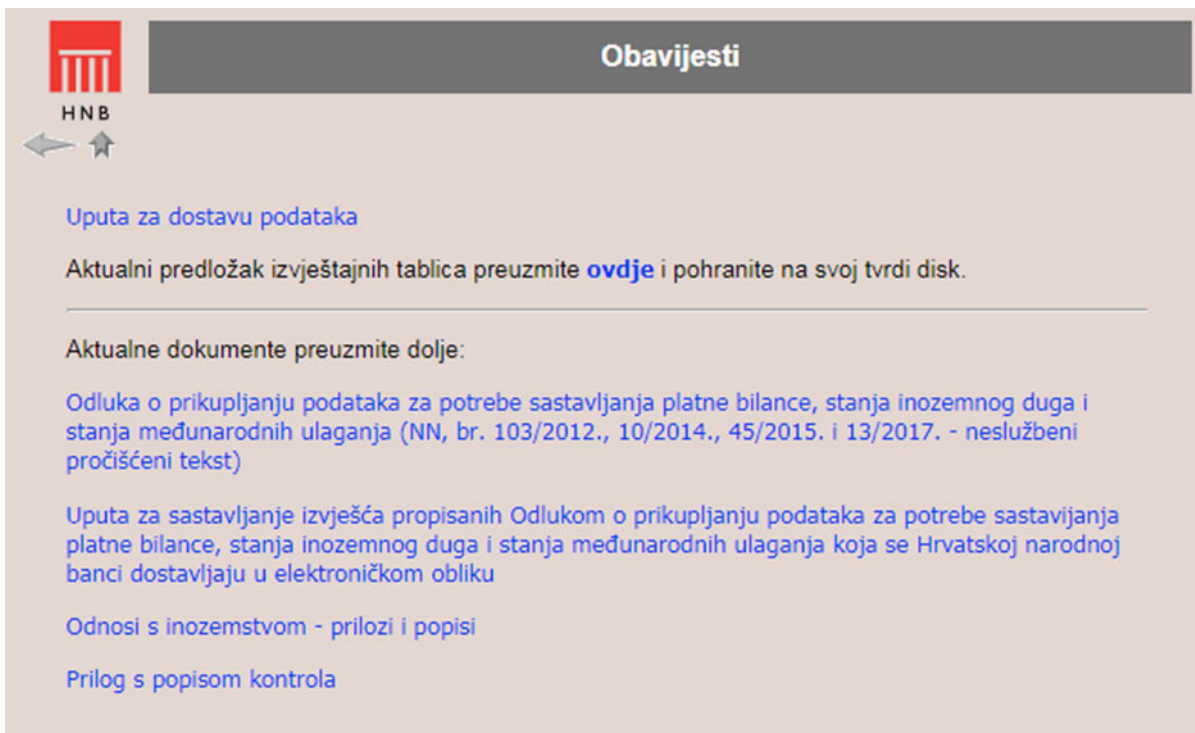 Obavijesti
HNB
Uputa za dostavu podataka
Aktualni predložak izvještajnih tablica preuzmite ovdje i pohranite na svoj tvrdi disk.
Aktualne dokumente preuzmite dolje:
Odluka o prikupljanju podataka za potrebe sastavljanja platne bilance, stanja inozemnog duga i
stanja međunarodnih ulaganja (NN, br. 103/2012., 10/2014., 45/2015. i 13/2017. - neslužbeni
pročišćeni tekst)
Uputa za sastavljanje izvješća propisanih Odlukom o prikupljanju podataka za potrebe sastavijanja
platne bilance, stanja inozemnog duga i stanja međunarodnih ulaganja koja se Hrvatskoj narodnoj
banci dostavljaju u elektroničkom obliku
Odnosi s inozemstvom - prilozi i popisi
Prilog s popisom kontrola